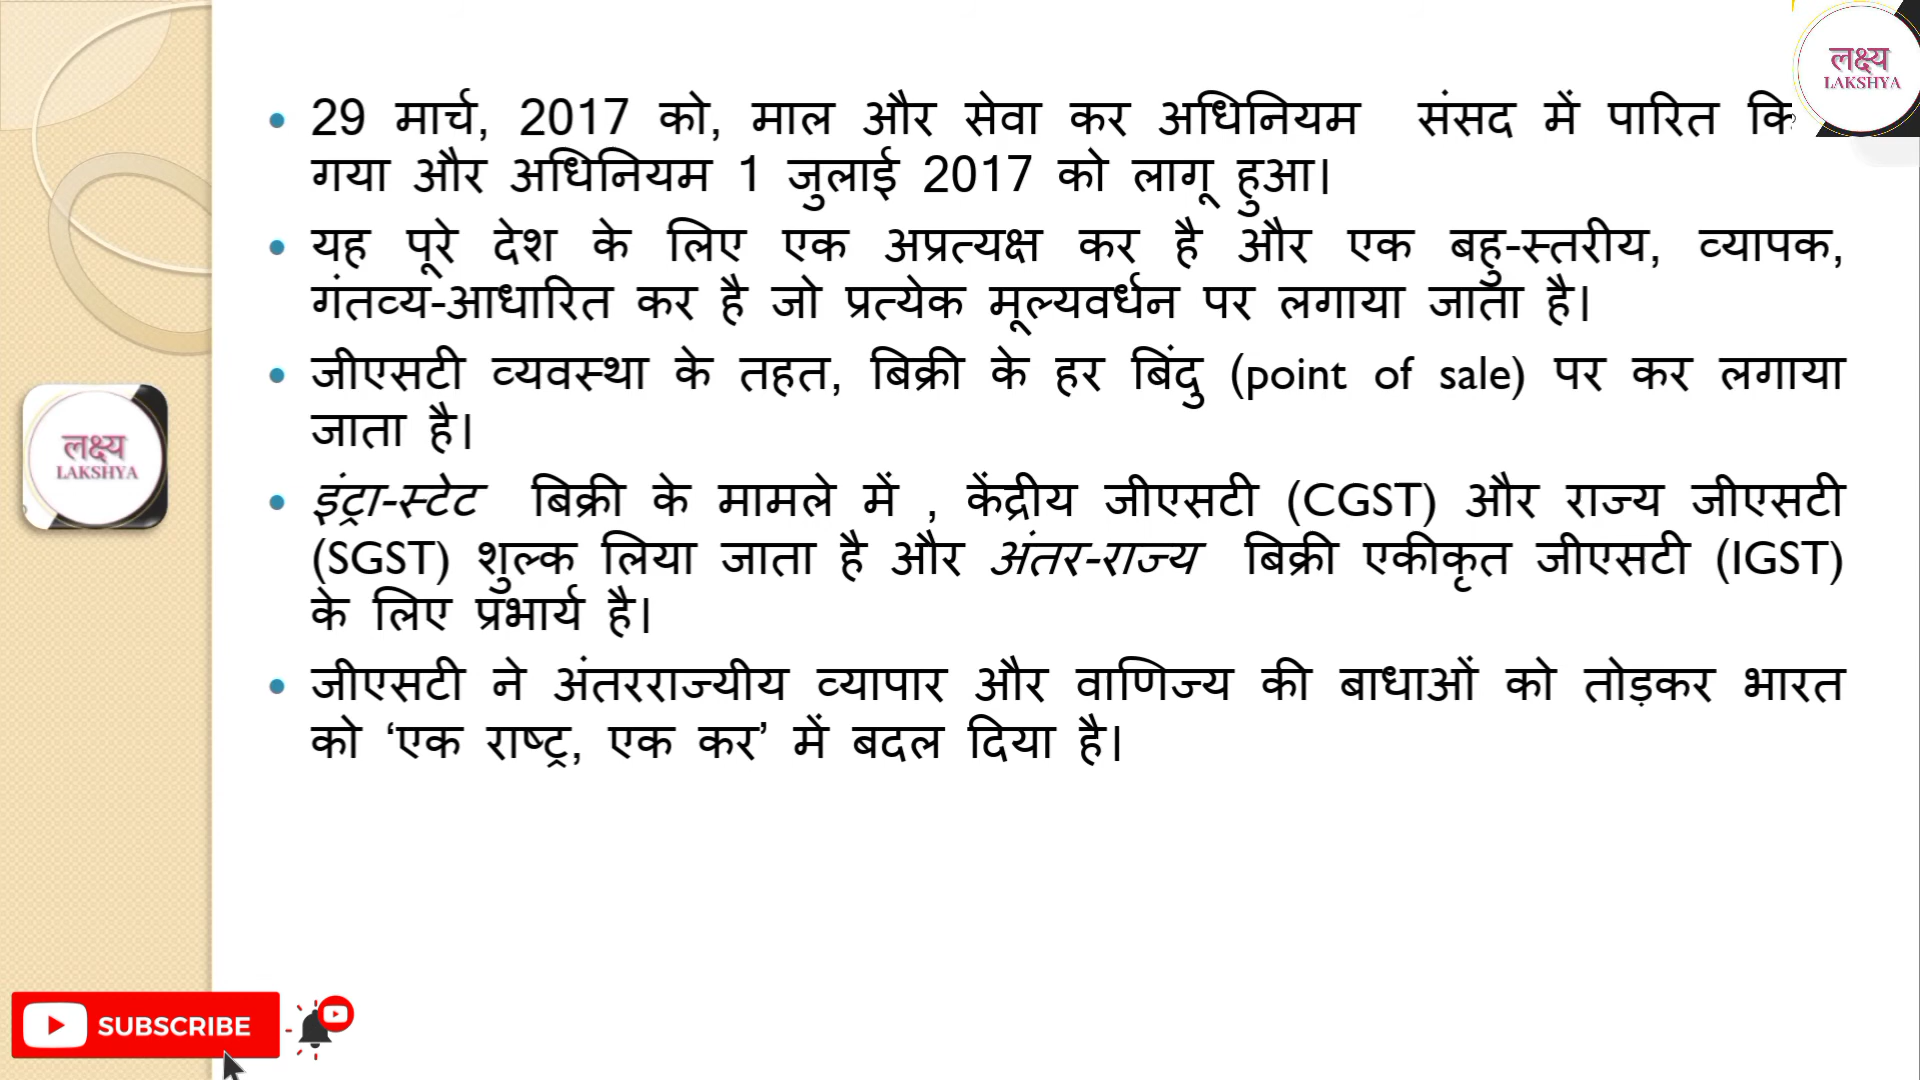 लक्ष्य
LAKSHYA
• 29 मार्च, 2017 को, माल और सेवा कर अधिनियम संसद में पारित
गया और अधिनियम 1 जुलाई 2017 को लागू हुआ।
• यह पूरे देश के लिए एक अप्रत्यक्ष कर है और एक बहु-स्तरीय, व्यापक,
गंतव्य-आधारित कर है जो प्रत्येक मूल्यवर्धन पर लगाया जाता है।
• जीएसटी व्यवस्था के तहत, बिक्री के हर बिंदु (point of sale) पर कर लगाया
जाता है।
• इंट्रा-स्टेट बिक्री के मामले में , केंद्रीय जीएसटी (CGST) और राज्य जीएसटी
(SGST) शुल्क लिया जाता है और अंतर-राज्य बिक्री एकीकृत जीएसटी (IGST)
के लिए प्रभार्य है।
• जीएसटी ने अंतरराज्यीय व्यापार और वाणिज्य की बाधाओं को तोड़कर भारत
को ‘एक राष्ट्र, एक कर’ में बदल दिया है।
लक्ष्य
LAKSHYA
SUBSCRIBE